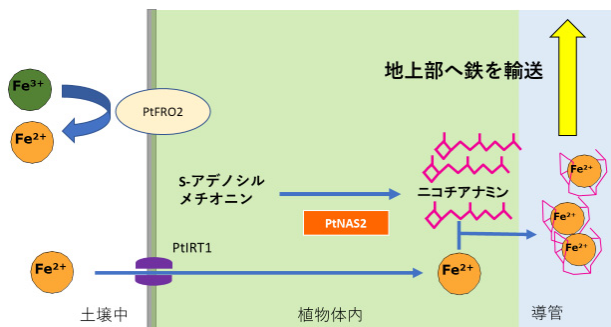 地上部へ鉄を輸送
Fe³⁺
PtFRO2
Fe²⁺
Fe²⁺
S-アデノシル
メチオニン
ニコチアナミン
PtNAS2
Fe²⁺
Fe²⁺
PtIRT1
Fe²⁺
Fe²⁺
土壌中
植物体内
導管